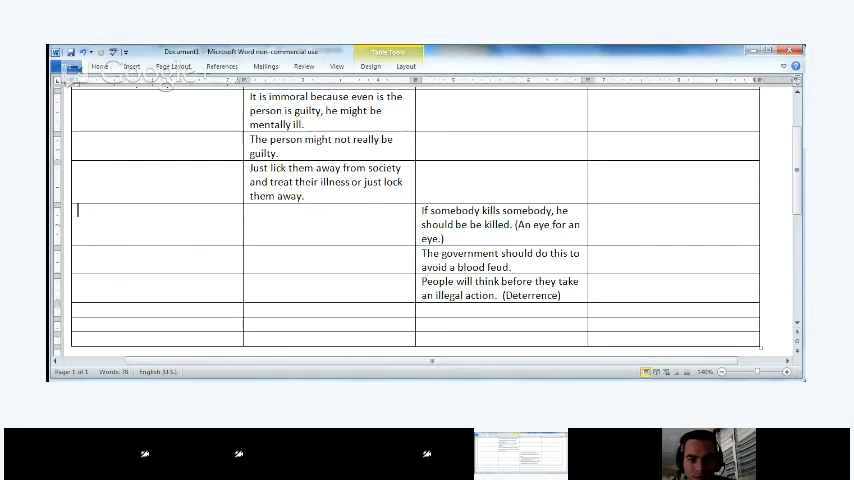 Document1 - Microsoft Word non-commercial use
Table Tools
Home Insert Page Layout References Mailings Review View Design Layout
Google+
It is immoral because even is the
person is guilty, he might be
mentally ill.
The person might not really be
guilty.
Just lick them away from society
and treat their illness or just lock
them away.
If somebody kills somebody, he
should be be killed. (An eye for an
eye.)
The government should do this to
avoid a blood feud.
People will think before they take
an illegal action. (Deterrence)
Page 1 of 1 Words: 78 English (U.S.) 140%